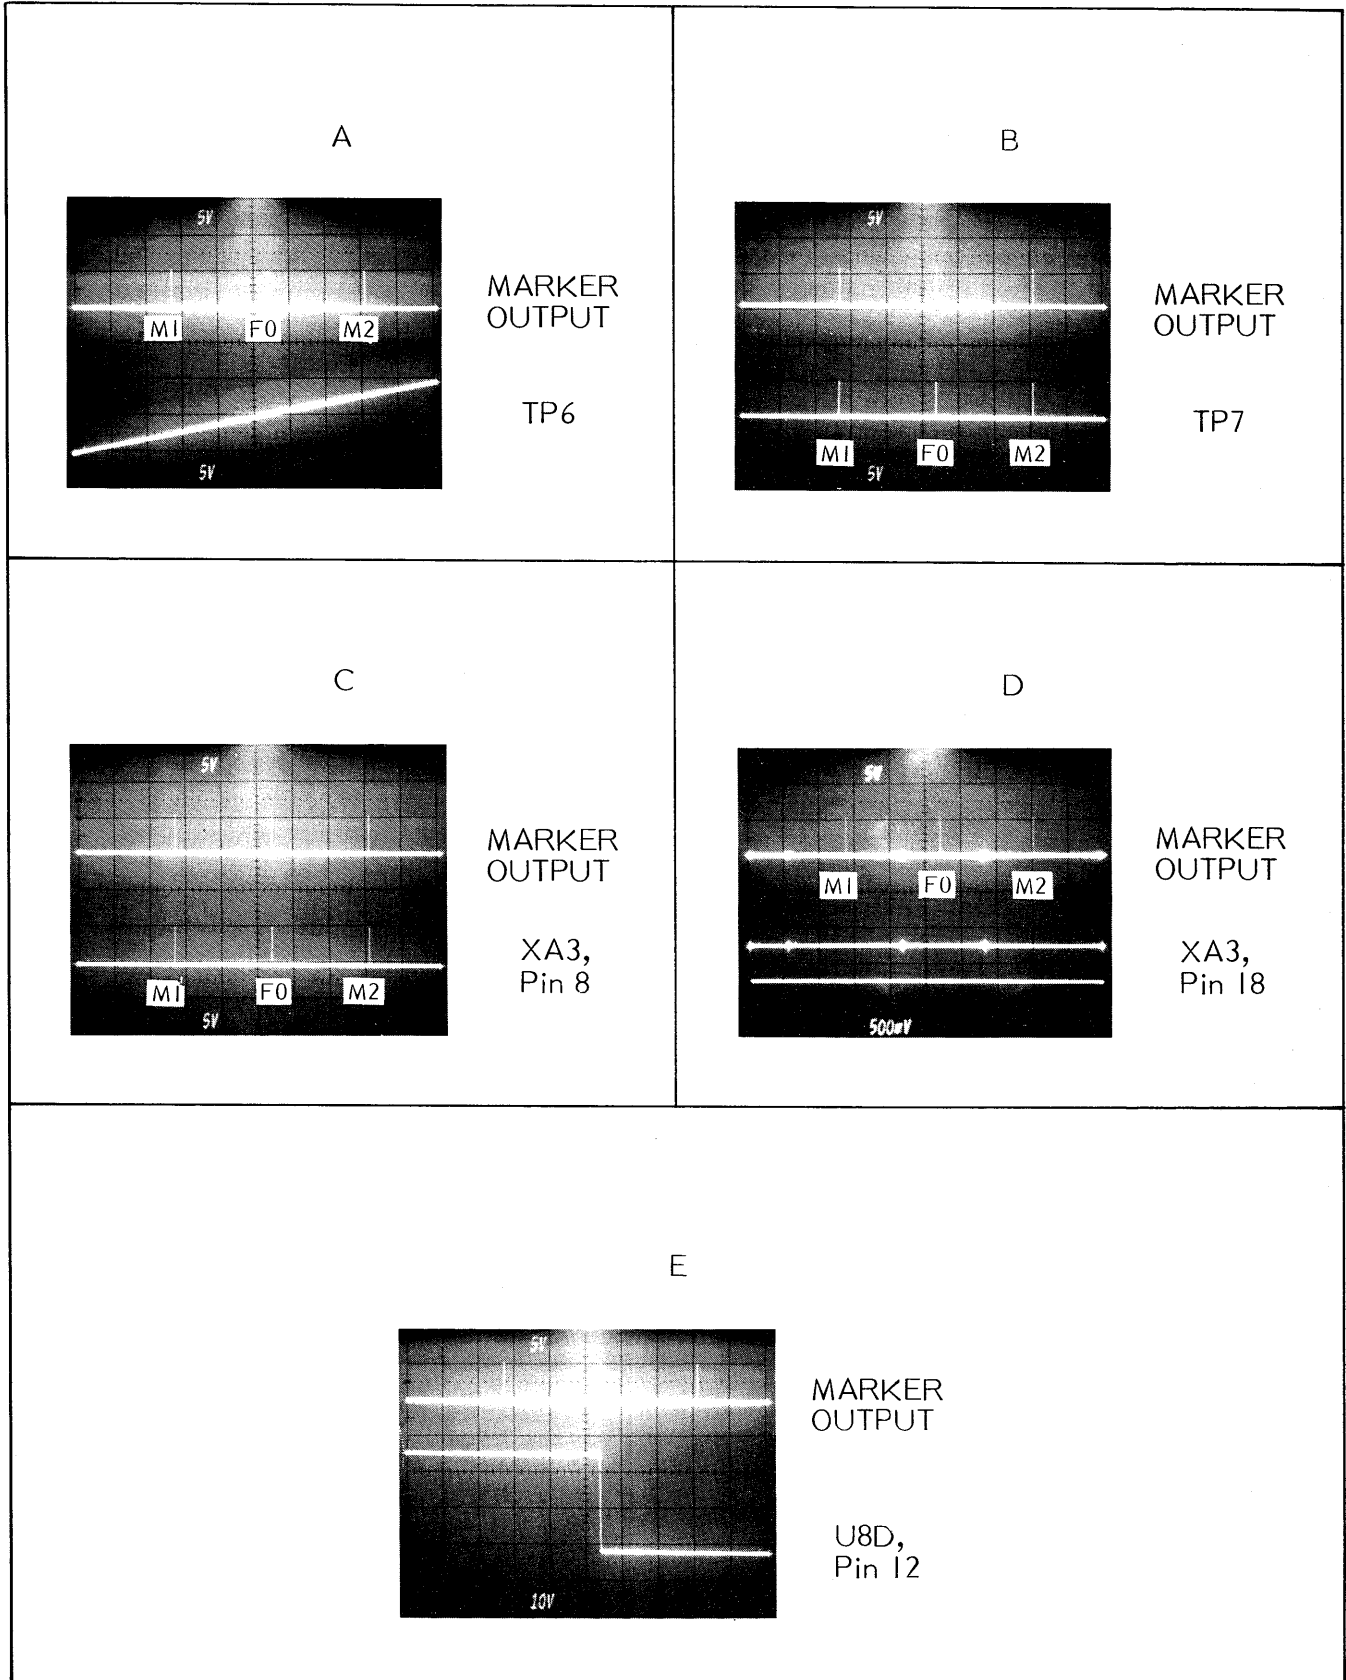 A
5V
M1 F0 M2
5V
MARKER
OUTPUT
TP6
B
5V
M1 F0 M2
5V
MARKER
OUTPUT
TP7
C
5V
M1 F0 M2
5V
MARKER
OUTPUT
XA3,
Pin 8
D
5V
M1 F0 M2
500mV
MARKER
OUTPUT
XA3,
Pin 18
E
5V
10V
MARKER
OUTPUT
U8D,
Pin 12